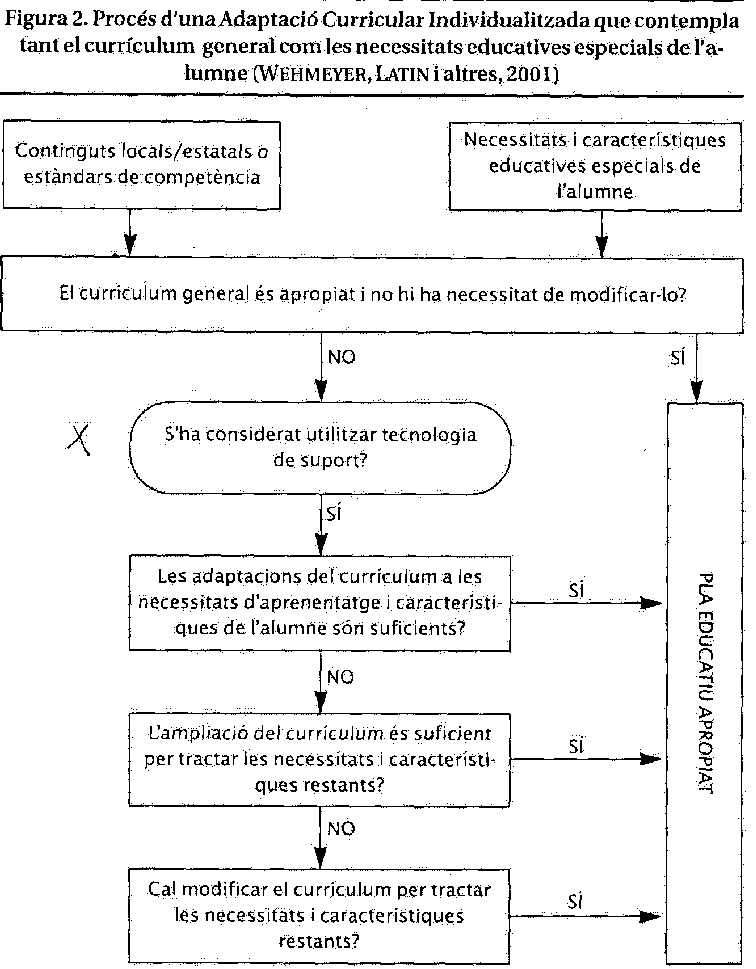 Figura 2. Procés d'una Adaptació Curricular Individualitzada que contempla
tant el currículum general com les necessitats educatives especials de l'a-
lumne (WEHMEYER, LATIN i altres, 2001)
Continguts locals/estatals o
estàndars de competència
Necessitats i característiques
educatives especials de
l'alumne
El curriculum general és apropiat i no hi ha necessitat de modificar-lo?
NO
SÍ
X
S'ha considerat utilitzar tecnologia
de suport?
SÍ
Les adaptacions del currículum a les
necessitats d'aprenentatge i característi-
ques de l'alumne són suficients?
SÍ
NO
L'ampliació del currículum és suficient
per tractar les necessitats i característi-
ques restants?
SÍ
NO
Cal modificar el curriculum per tractar
les necessitats i característiques
restants?
SÍ
PLA EDUCATIU APROPIAT